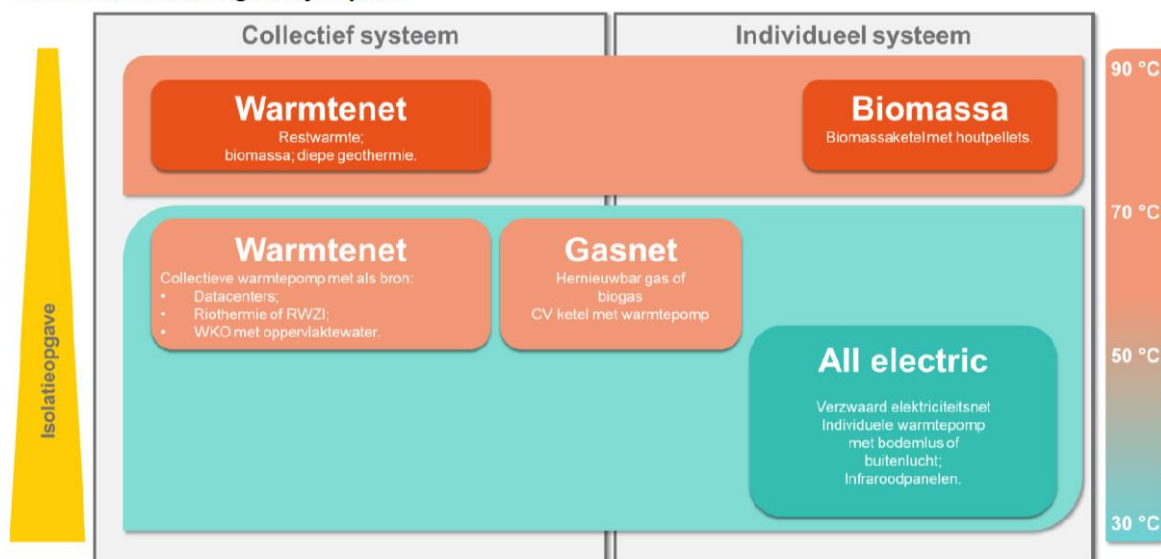 Collectief systeem
Individueel systeem
90 °C
Warmtenet
Restwarmte;
biomassa; diepe geothermie.
Biomassa
Biomassaketel met houtpellets.
70 °C
Warmtenet
Collectieve warmtepomp met als bron:
• Datacenters;
• Riothermie of RWZI;
• WKO met oppervlaktewater.
Gasnet
Hernieuwbar gas of
biogas
CV ketel met warmtepomp
Isolatieopgave
50 °C
All electric
Verzwaard elektriciteitsnet
Individuele warmtepomp
met bodemlus of
buitenlucht;
Infraroodpanelen.
30 °C